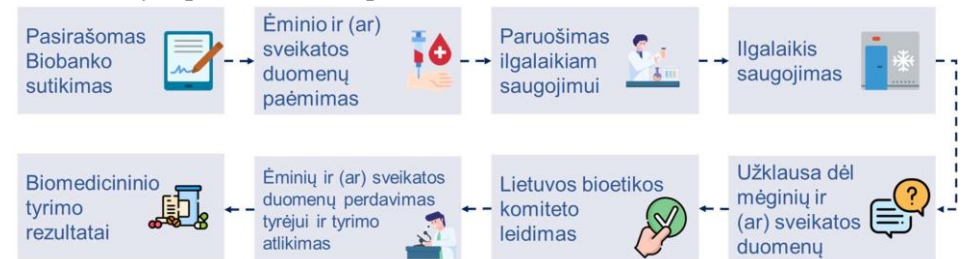 Pasirašomas
Biobanko
sutikimas
Ėminio ir (ar)
sveikatos
duomenų
paėmimas
Paruošimas
ilgalaikiam
saugojimui
Ilgalaikis
saugojimas
Užklausa dėl
mėginių ir
(ar) sveikatos
duomenų
Lietuvos bioetikos
komiteto
leidimas
Ėminių ir (ar) sveikatos
duomenų perdavimas
tyrėjui ir tyrimo
atlikimas
Biomedicininio
tyrimo
rezultatai